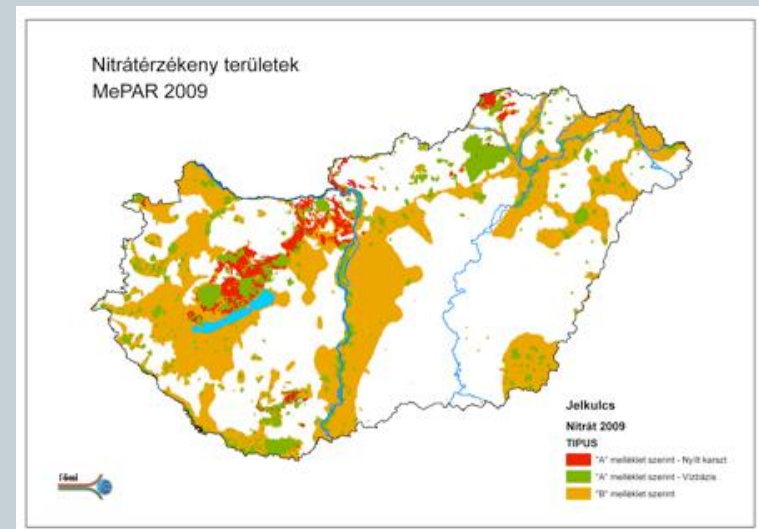 Nitrátérzékeny területek
MePAR 2009
Jelkulcs
Nitrát 2009
TIPUS
"A" melléklet szerint - Nyílt karszt
"A" melléklet szerint - Vízbázis
"B" melléklet szerint